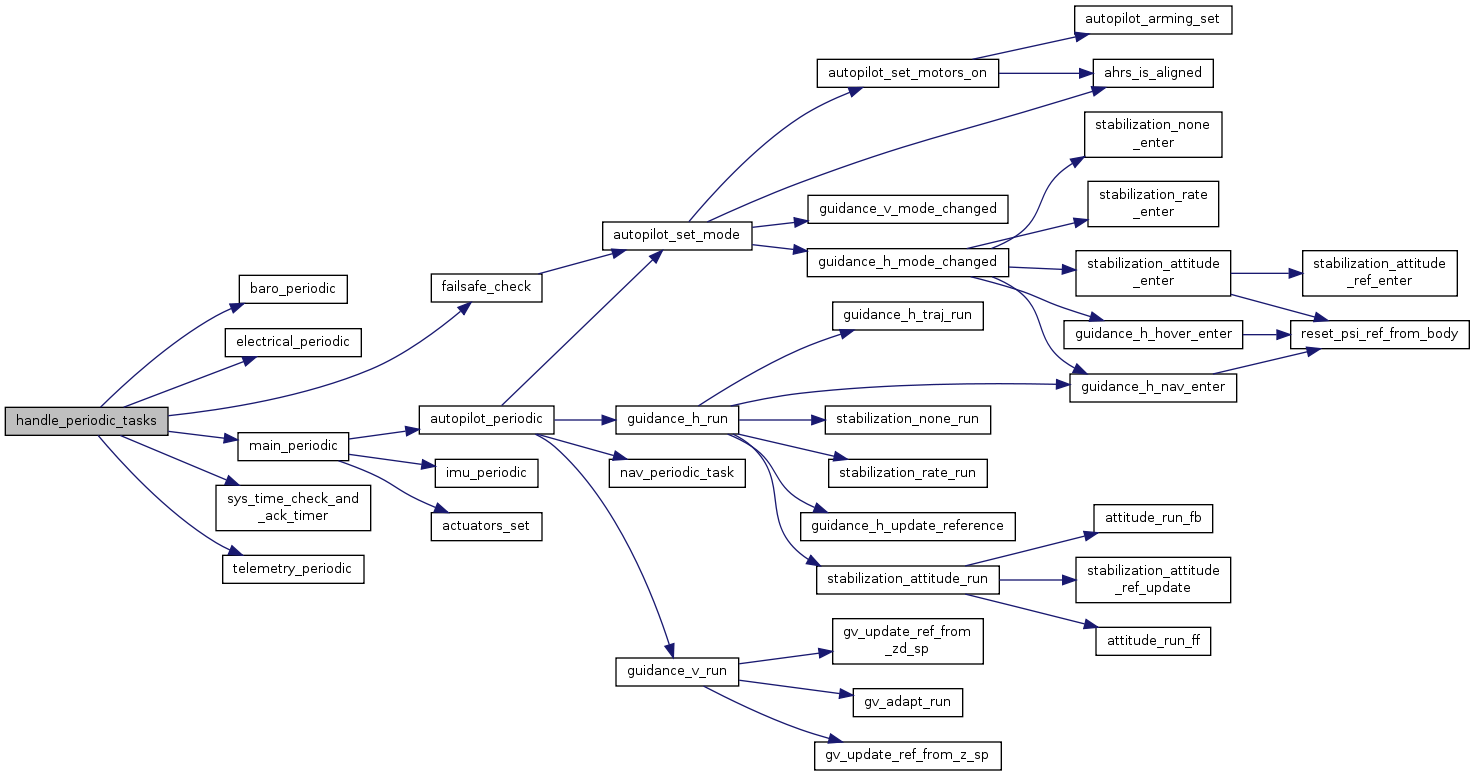 autopilot_arming_set
autopilot_set_motors_on
ahrs_is_aligned
stabilization_none
_enter
stabilization_rate
_enter
guidance_v_mode_changed
autopilot_set_mode
guidance_h_mode_changed
stabilization_attitude
_enter
stabilization_attitude
_ref_enter
baro_periodic
failsafe_check
guidance_h_traj_run
guidance_h_hover_enter
reset_psi_ref_from_body
electrical_periodic
guidance_h_nav_enter
handle_periodic_tasks
autopilot_periodic
guidance_h_run
stabilization_none_run
main_periodic
imu_periodic
nav_periodic_task
stabilization_rate_run
sys_time_check_and
_ack_timer
actuators_set
guidance_h_update_reference
attitude_run_fb
telemetry_periodic
stabilization_attitude_run
stabilization_attitude
_ref_update
gv_update_ref_from
_zd_sp
attitude_run_ff
guidance_v_run
gv_adapt_run
gv_update_ref_from_z_sp